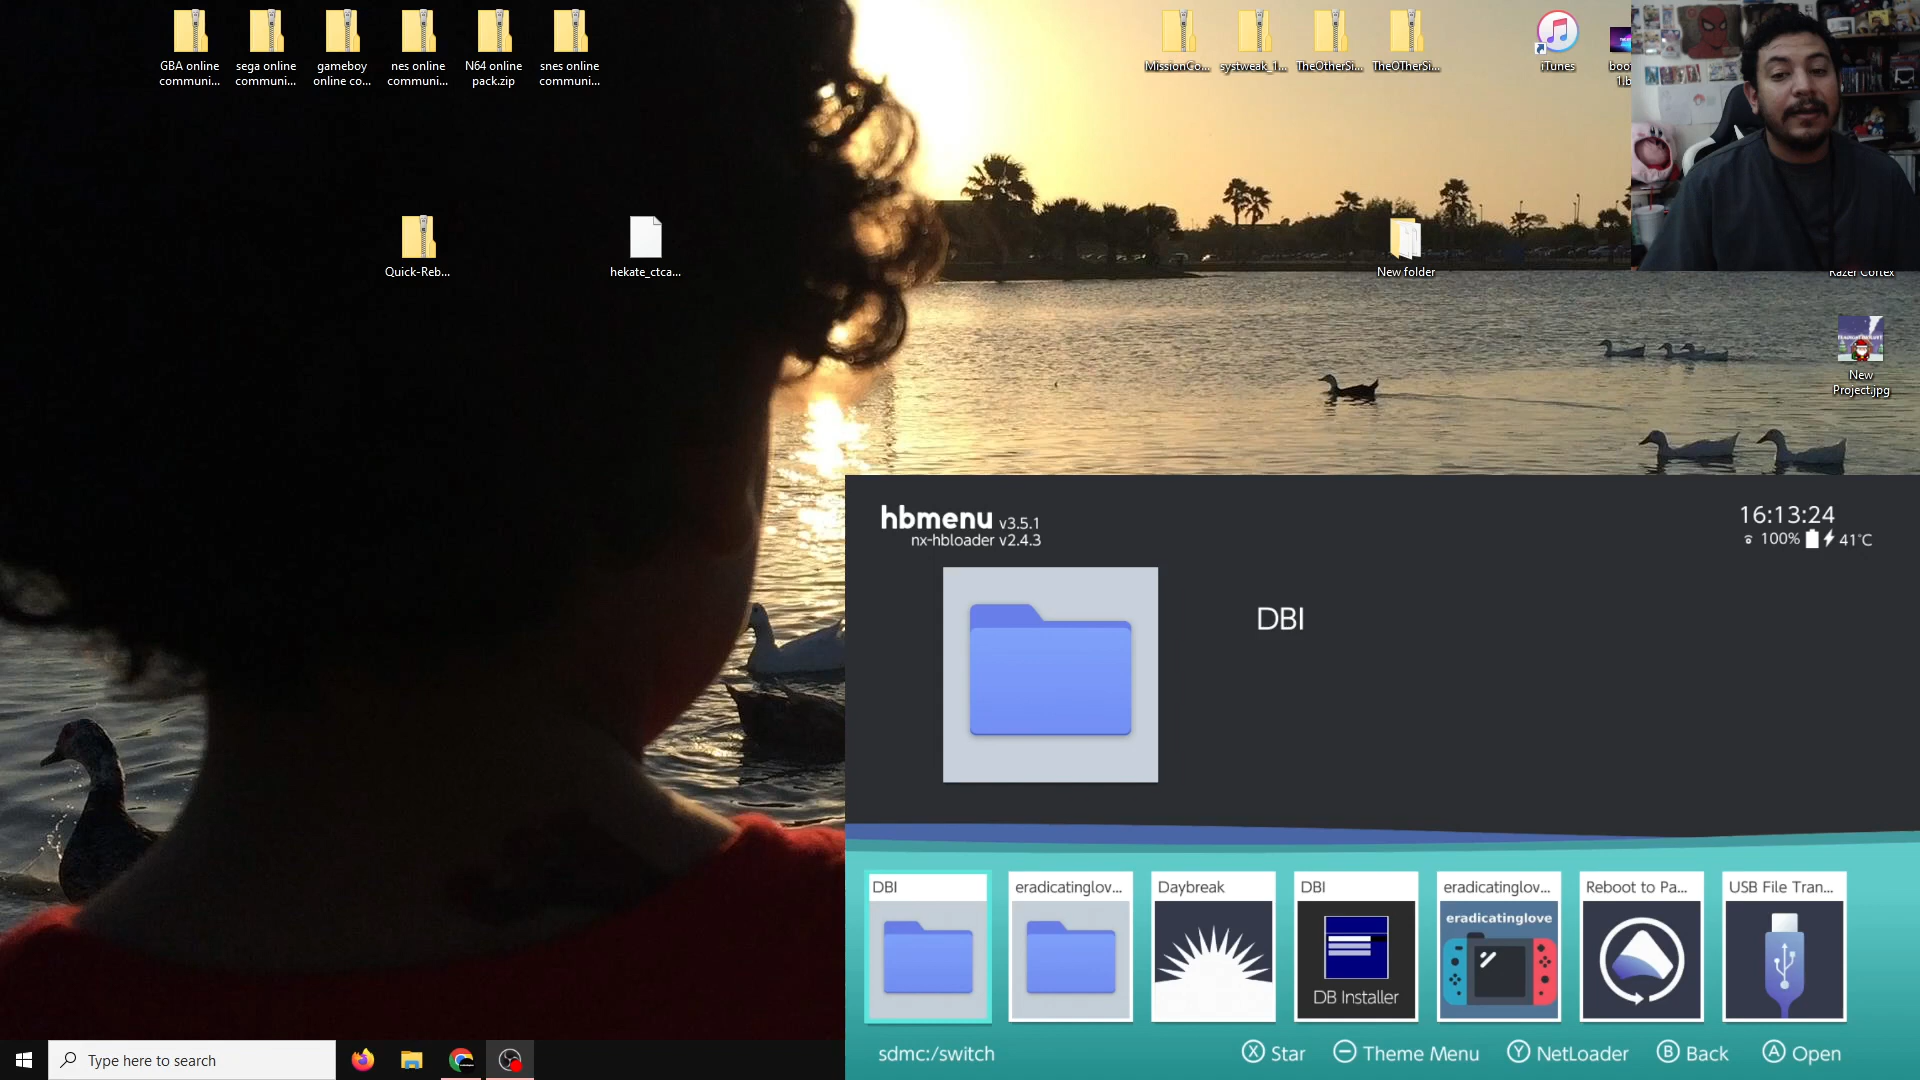 GBA online
communi...
sega online
communi...
gameboy
online co...
nes online
communi...
N64 online
pack.zip
snes online
communi...
MissionCo...
systweak_1...
TheOtherSi...
TheOTherSi...
iTunes
boo
1.b
Quick-Reb...
hekate_ctca...
New folder
Razer Cortex
New
Project.jpg
hbmenu v3.5.1
nx-hbloader v2.4.3
16:13:24
100% 41°C
DBI
DBI
eradicatinglov...
Daybreak
DBI
eradicatinglov...
Reboot to Pa...
USB File Tran...
DB Installer
eradicatinglove
sdmc:/switch
X Star
Theme Menu
Y NetLoader
B Back
A Open
Type here to search